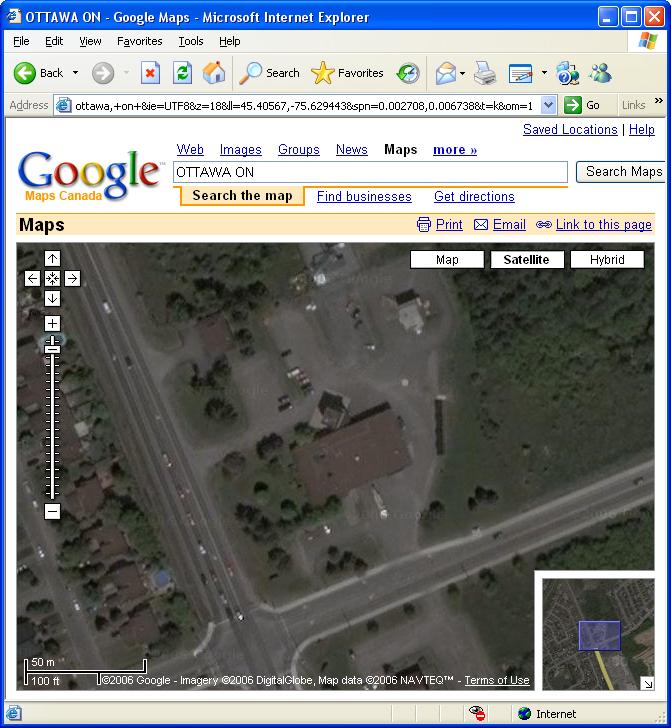 OTTAWA ON - Google Maps - Microsoft Internet Explorer
File Edit View Favorites Tools Help
Back Search Favorites
Address ottawa,+on+&ie=UTF8&z=18&ll=45.40567,-75.629443&spn=0.002708,0.006738&t=k&om=1 Go Links »
Saved Locations | Help
Web Images Groups News Maps more »
Google
Maps Canada
OTTAWA ON Search Maps
Search the map Find businesses Get directions
Maps Print Email Link to this page
Map Satellite Hybrid
50 m
100 ft
©2006 Google - Imagery ©2006 DigitalGlobe, Map data ©2006 NAVTEQ™ - Terms of Use
Internet